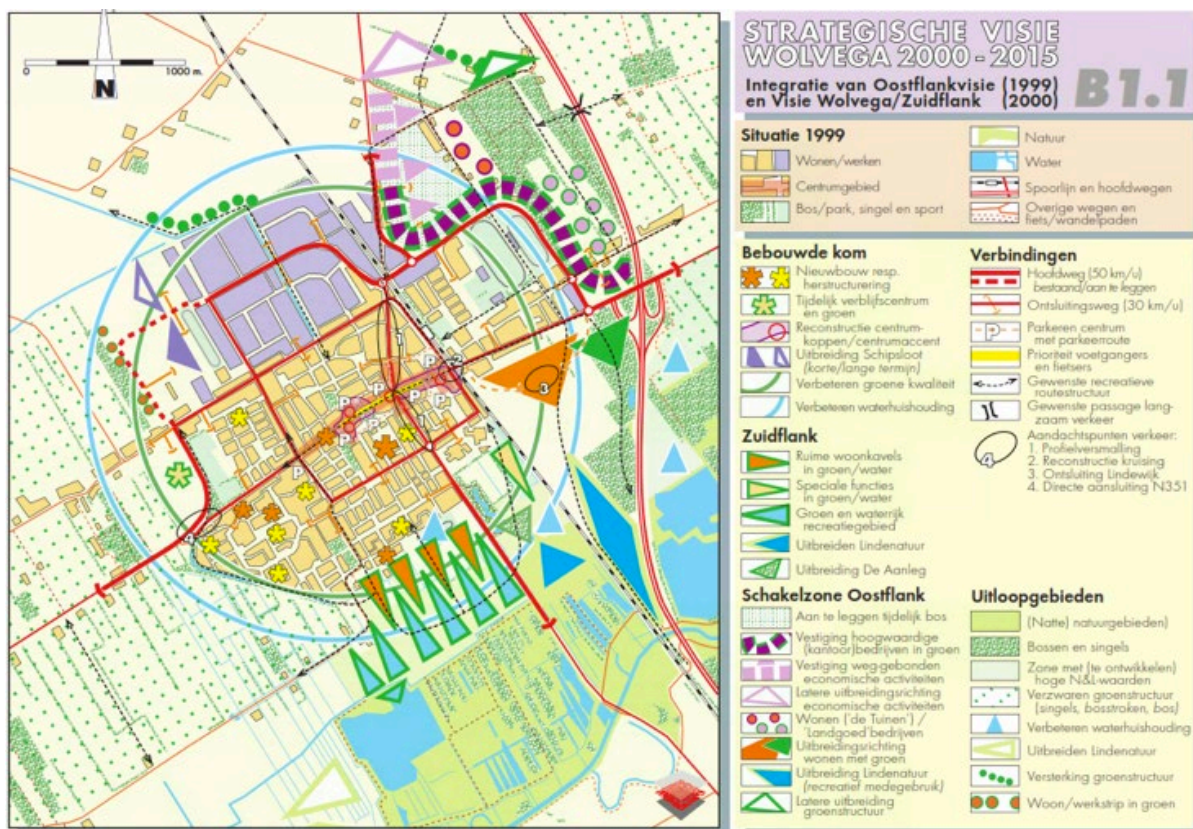 0
1000 m.
N
P
P
P
P
P
P
P
P
1
2
3
4
4
STRATEGISCHE VISIE
WOLVEGA 2000 - 2015
Integratie van Oostflankvisie (1999)
en Visie Wolvega/Zuidflank (2000)
B1.1
Situatie 1999
Wonen/werken
Centrumgebied
Bos/park, singel en sport
Natuur
Water
Spoorlijn en hoofdwegen
Overige wegen en
fiets/wandelpaden
Bebouwde kom
Nieuwbouw resp.
herstructurering
Tijdelijk verblijfscentrum
en groen
Reconstructie centrum-
koppen/centrumaccent
Uitbreiding Schipsloot
(korte/lange termijn)
Verbeteren groene kwaliteit
Verbeteren waterhuishouding
Zuidflank
Ruime woonkavels
in groen/water
Speciale functies
in groen/water
Groen en waterrijk
recreatiegebied
Uitbreiden Lindenatuur
Uitbreiding De Aanleg
Schakelzone Oostflank
Aan te leggen tijdelijk bos
Vestiging hoogwaardige
(kantoor)bedrijven in groen
Vestiging weg-gebonden
economische activiteiten
Latere uitbreidingsrichting
economische activiteiten
Wonen ('de Tuinen') /
'Landgoed'bedrijven
Uitbreidingsrichting
wonen met groen
Uitbreiding Lindenatuur
(recreatief medegebruik)
Latere uitbreiding
groenstructuur
Verbindingen
Hoofdweg (50 km/u)
bestaand/aan te leggen
Ontsluitingsweg (30 km/u)
P
Parkeren centrum
met parkeerroute
Prioriteit voetgangers
en fietsers
Gewenste recreatieve
routestructuur
Gewenste passage lang-
zaam verkeer
4
Aandachtspunten verkeer:
1. Profielversmalling
2. Reconstructie kruising
3. Ontsluiting Lindewijk
4. Directe aansluiting N351
Uitloopgebieden
(Natte) natuurgebieden)
Bossen en singels
Zone met (te ontwikkelen)
hoge N&L-waarden
Verzwaren groenstructuur
(singels, bosstroken, bos)
Verbeteren waterhuishouding
Uitbreiden Lindenatuur
Versterking groenstructuur
Woon/werkstrip in groen